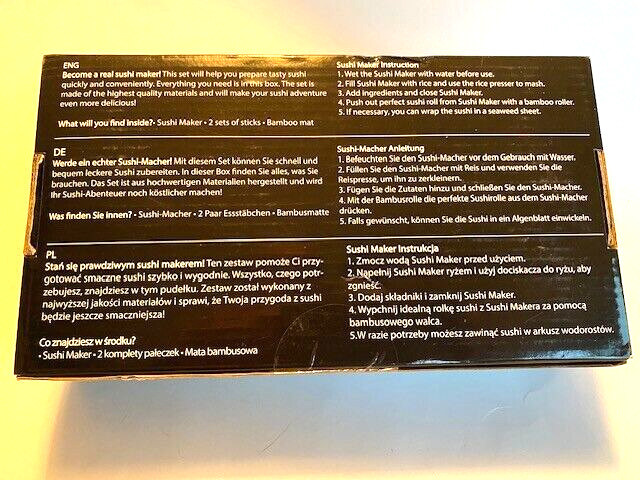 ENG
Become a real sushi maker! This set will help you prepare tasty sushi
quickly and conveniently. Everything you need is in this box. The set is
made of the highest quality materials and will make your sushi adventure
even more delicious!
What will you find inside?• Sushi Maker • 2 sets of sticks • Bamboo mat
Sushi Maker Instruction
1. Wet the Sushi Maker with water before use.
2. Fill Sushi Maker with rice and use the rice presser to mash.
3. Add ingredients and close Sushi Maker.
4. Push out perfect sushi roll from Sushi Maker with a bamboo roller.
5. If necessary, you can wrap the sushi in a seaweed sheet.
DE
Werde ein echter Sushi-Macher! Mit diesem Set können Sie schnell und
bequem leckere Sushi zubereiten. In dieser Box finden Sie alles, was Sie
brauchen. Das Set ist aus hochwertigen Materialien hergestellt und wird
Ihr Sushi-Abenteuer noch köstlicher machen!
Was finden Sie innen? • Sushi-Macher • 2 Paar Essstäbchen • Bambusmatte
Sushi-Macher Anleitung
1. Befeuchten Sie den Sushi-Macher vor dem Gebrauch mit Wasser.
2. Füllen Sie den Sushi-Macher mit Reis und verwenden Sie die
Reispresse, um ihn zu zerkleinern.
3. Fügen Sie die Zutaten hinzu und schließen Sie den Sushi-Macher.
4. Mit der Bambusrolle die perfekte Sushirolle aus dem Sushi-Macher
drücken.
5. Falls gewünscht, können Sie die Sushi in ein Algenblatt einwickeln.
PL
Stań się prawdziwym sushi makerem! Ten zestaw pomoże Ci przy-
gotować smaczne sushi szybko i wygodnie. Wszystko, czego potr-
zebujesz, znajdziesz w tym pudełku. Zestaw został wykonany z
najwyższej jakości materiałów i sprawi, że Twoja przygoda z sushi
będzie jeszcze smaczniejsza!
Co znajdziesz w środku?
• Sushi Maker • 2 komplety pałeczek • Mata bambusowa
Sushi Maker Instrukcja
1. Zmocz wodą Sushi Maker przed użyciem.
2. Napełnij Sushi Maker ryżem i użyj dociskacza do ryżu, aby
zgnieść.
3. Dodaj składniki i zamknij Sushi Maker.
4. Wypchnij idealną rolkę sushi z Sushi Makera za pomocą
bambusowego walca.
5.W razie potrzeby możesz zawinąć sushi w arkusz wodorostów.